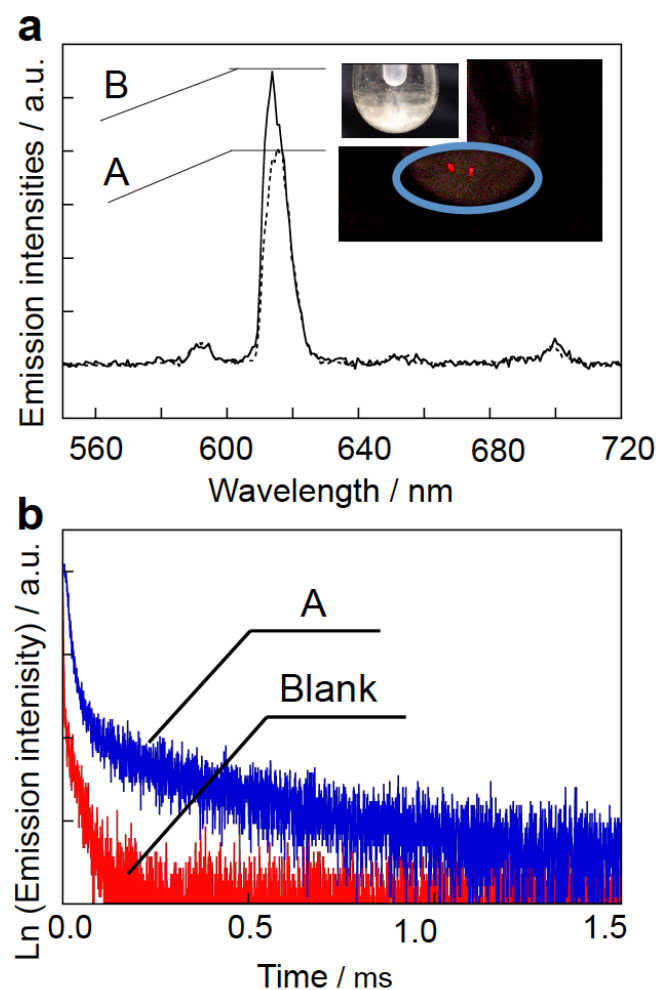 a
Emission intensities / a.u.
B
A
560 600 640 680 720
Wavelength / nm
b
Ln (Emission intenisity) / a.u.
A
Blank
0.0 0.5 1.0 1.5
Time / ms